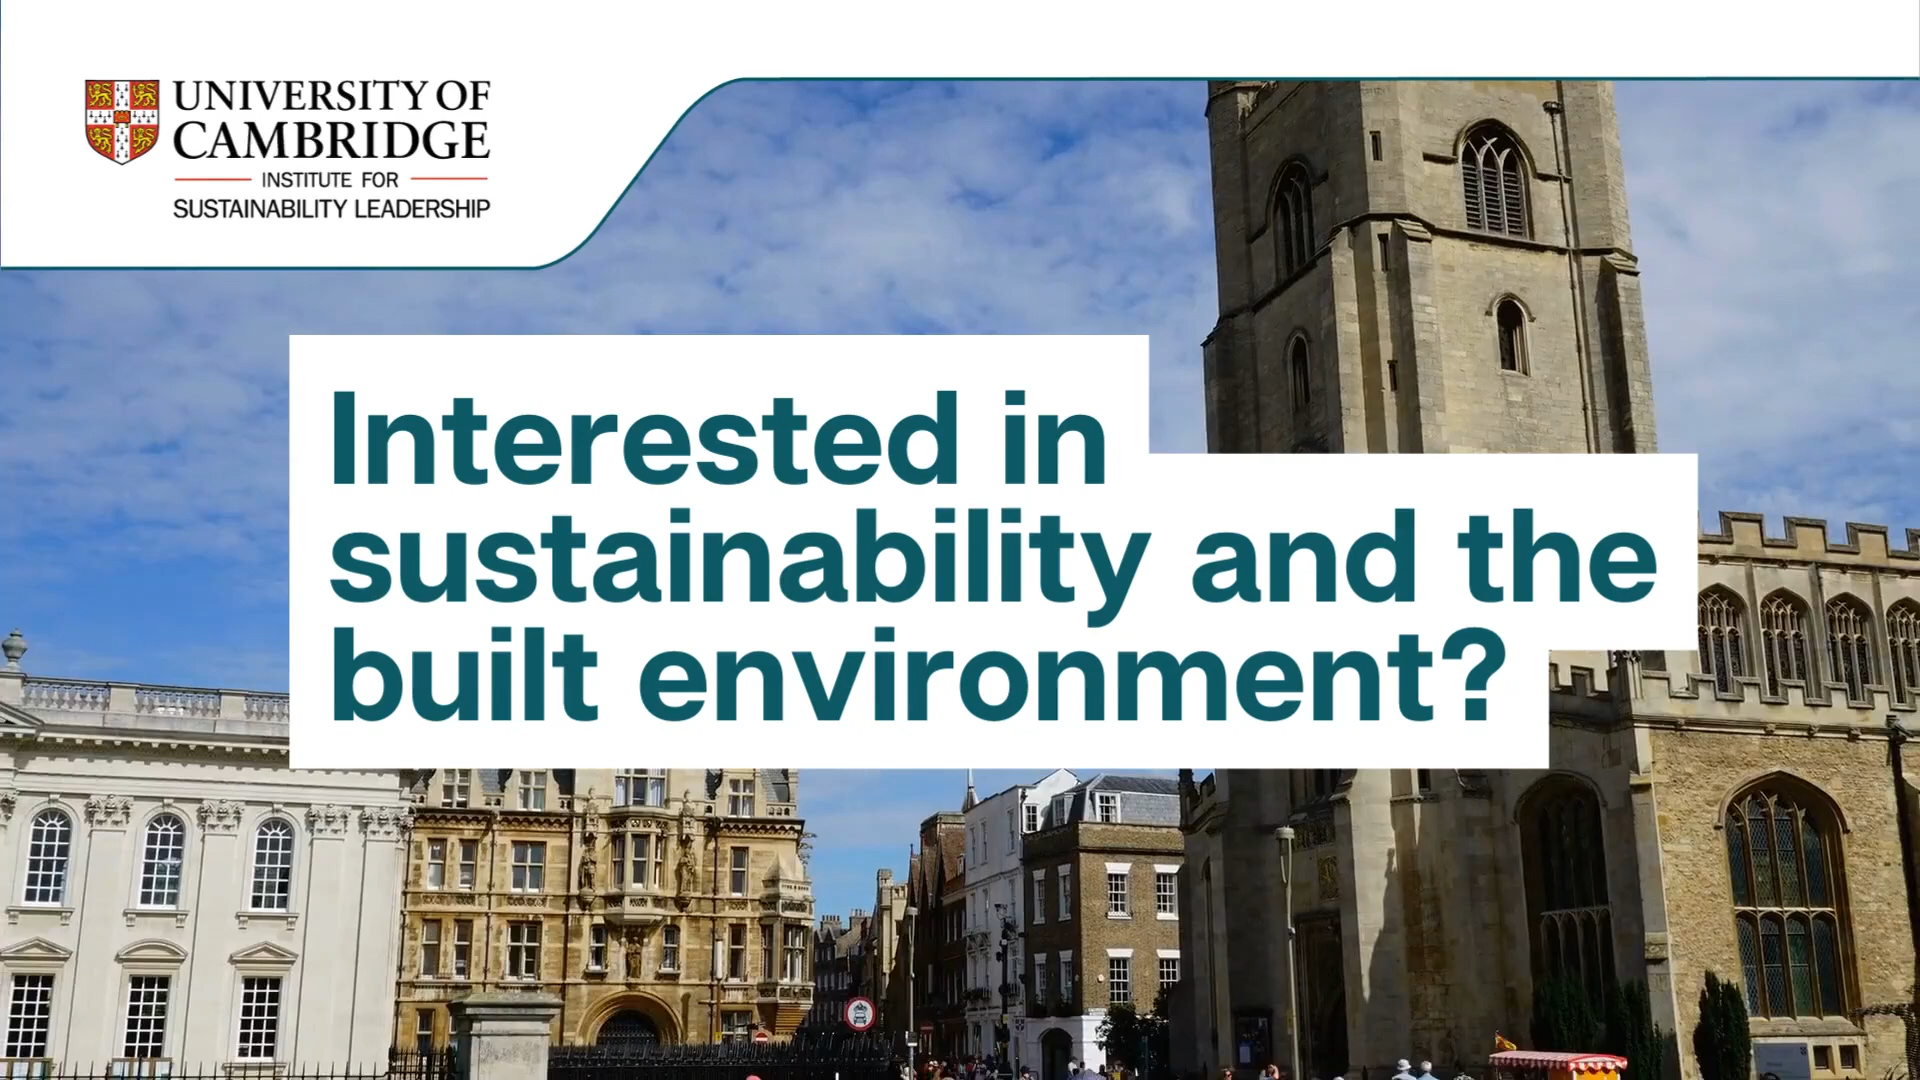 UNIVERSITY OF
CAMBRIDGE
INSTITUTE FOR
SUSTAINABILITY LEADERSHIP
Interested in
sustainability and the
built environment?